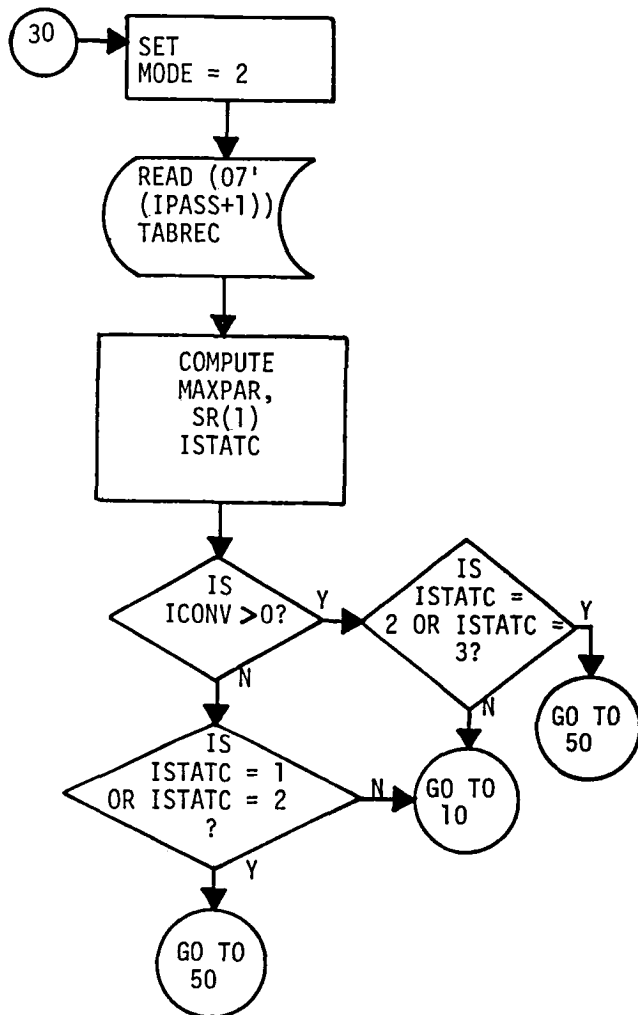 30
SET
MODE = 2
READ (07'
(IPASS+1))
TABREC
COMPUTE
MAXPAR,
SR(1)
ISTATC
IS
ICONV >0?
Y
N
IS
ISTATC =
2 OR ISTATC =
3?
Y
N
GO TO
50
IS
ISTATC = 1
OR ISTATC = 2
?
N
Y
GO TO
10
GO TO
50